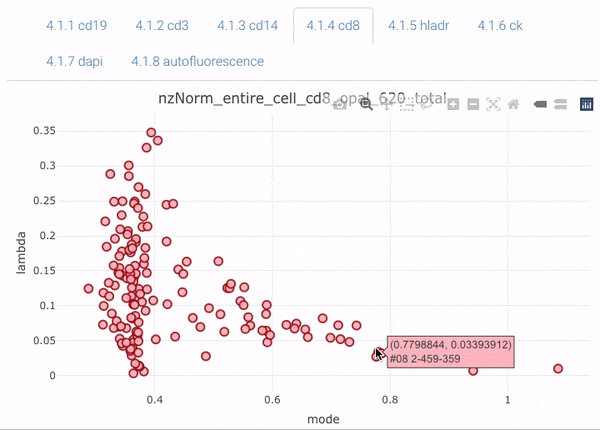 4.1.1 cd19
4.1.2 cd3
4.1.3 cd14
4.1.4 cd8
4.1.5 hladr
4.1.6 ck
4.1.7 dapi
4.1.8 autofluorescence
nzNorm_entire_cell_cd8_opal_620_total
0.35
0.3
0.25
0.2
0.15
0.1
0.05
0
lambda
(0.7798844, 0.03393912)
#08 2-459-359
0.4
0.6
0.8
1
mode